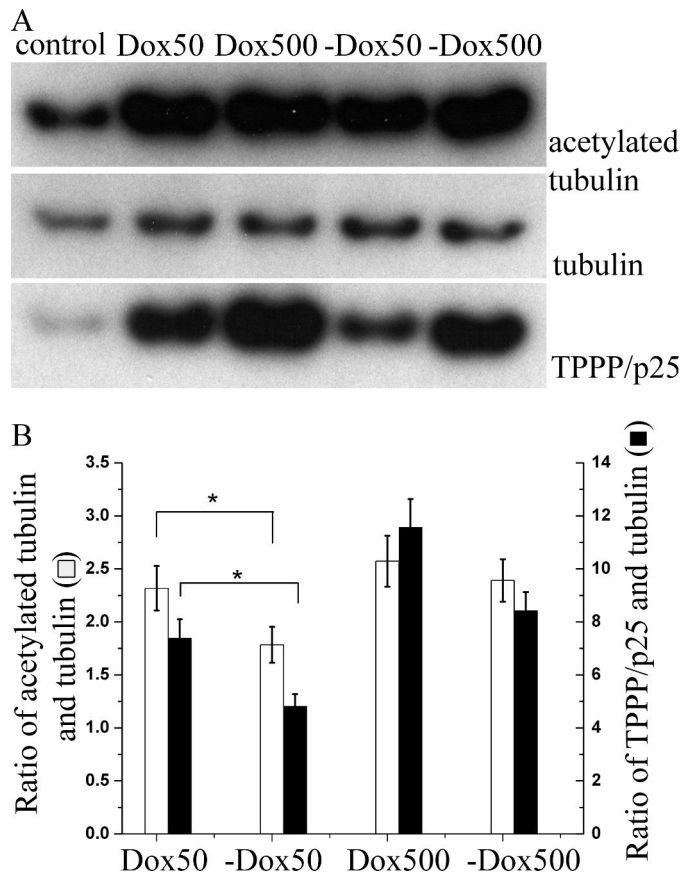 A
control Dox50 Dox500 -Dox50 -Dox500
acetylated
tubulin
tubulin
TPPP/p25
B
Ratio of acetylated tubulin
and tubulin (□)
3.5
3.0
2.5
2.0
1.5
1.0
0.5
0.0
*
*
14
12
10
8
6
4
2
0
Ratio of TPPP/p25 and tubulin (■)
Dox50 -Dox50 Dox500 -Dox500